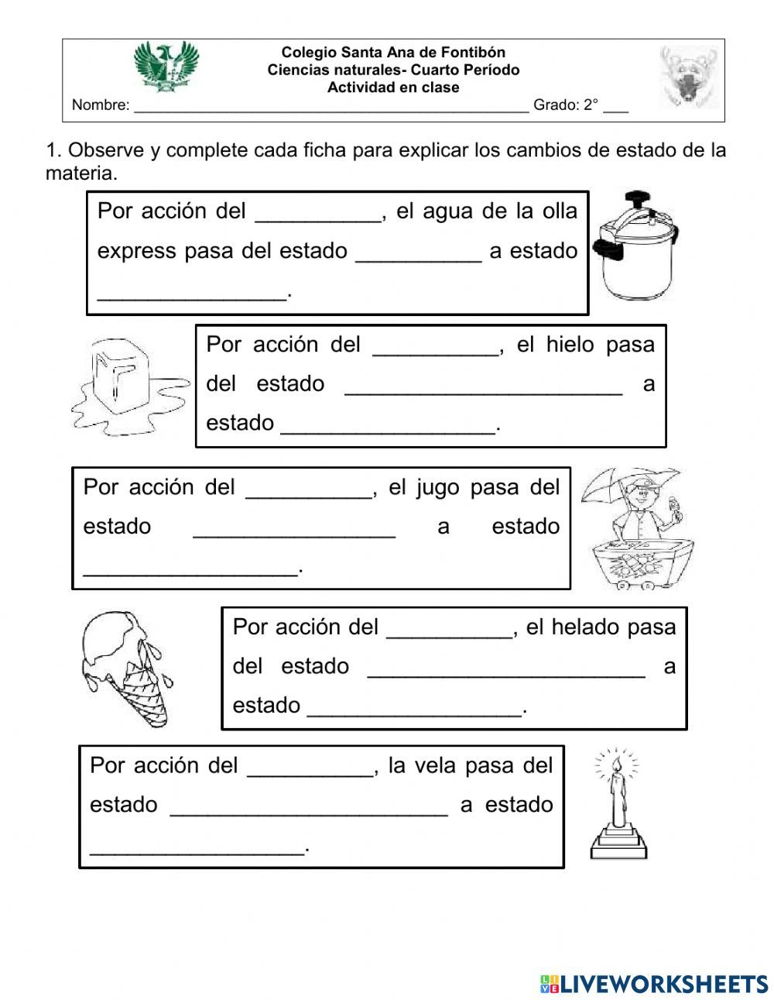 Colegio Santa Ana de Fontibón
Ciencias naturales- Cuarto Período
Actividad en clase
Nombre: _______________________________________________ Grado: 2° ___
1. Observe y complete cada ficha para explicar los cambios de estado de la
materia.
Por acción del __________, el agua de la olla
express pasa del estado __________ a estado
_______________.
Por acción del __________, el hielo pasa
del estado ______________________ a
estado _________________.
Por acción del __________, el jugo pasa del
estado ________________ a estado
_________________.
Por acción del __________, el helado pasa
del estado ______________________ a
estado _________________.
Por acción del __________, la vela pasa del
estado ______________________ a estado
_________________.
LIVEWORKSHEETS